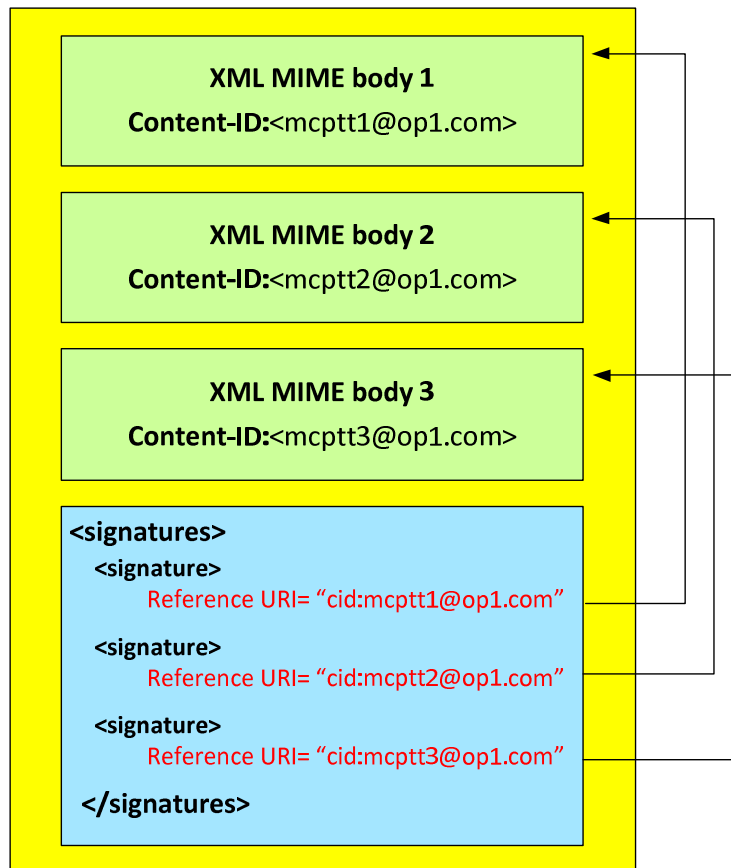 XML MIME body 1
Content-ID:<mcptt1@op1.com>
XML MIME body 2
Content-ID:<mcptt2@op1.com>
XML MIME body 3
Content-ID:<mcptt3@op1.com>
<signatures>
<signature>
Reference URI= “cid:mcptt1@op1.com”
<signature>
Reference URI= “cid:mcptt2@op1.com”
<signature>
Reference URI= “cid:mcptt3@op1.com”
</signatures>